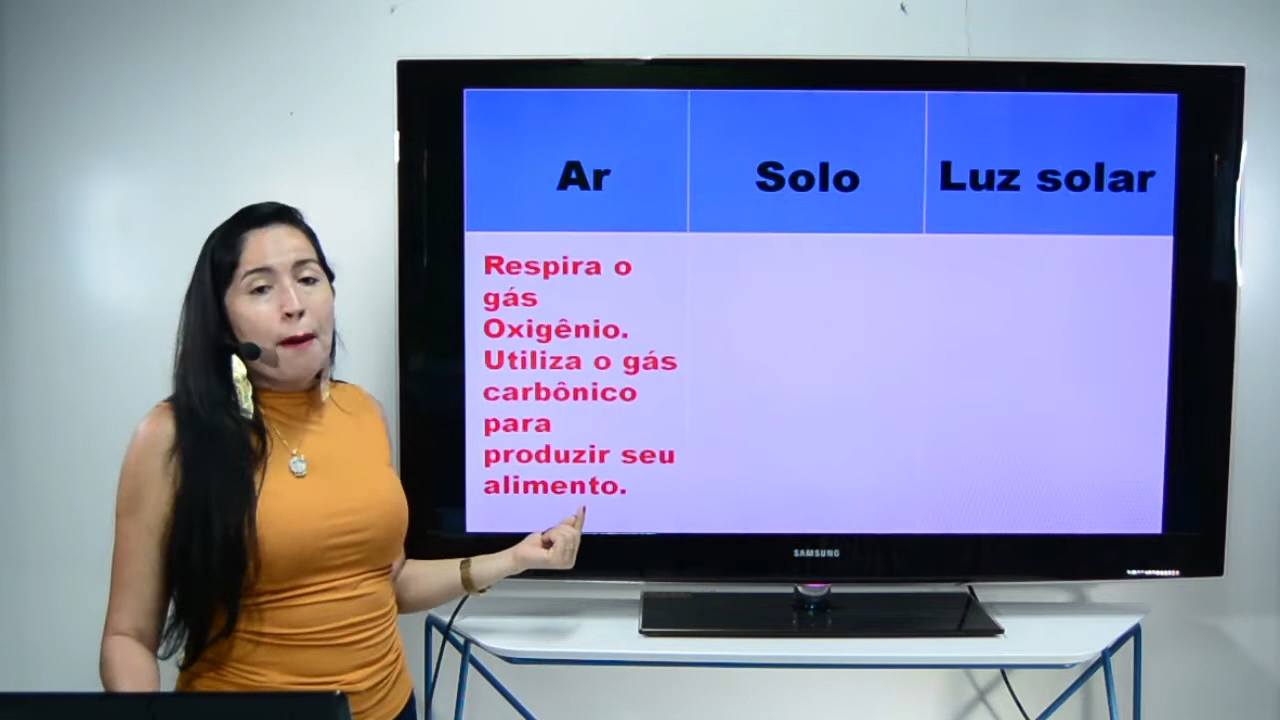 Ar Solo Luz solar
Respira o
gás
Oxigênio.
Utiliza o gás
carbônico
para
produzir seu
alimento.
SAMSUNG